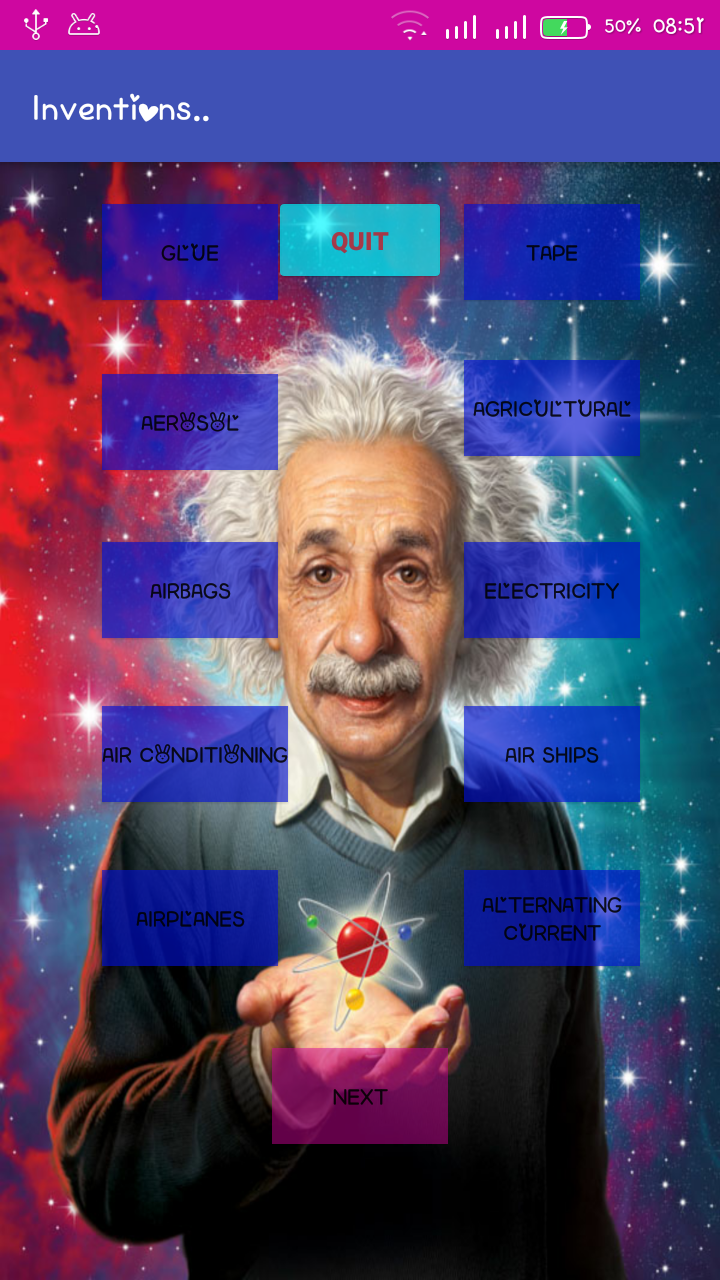 50% 08:51
Inventions..
GLUE
QUIT
TAPE
AEROSOL
AGRICULTURAL
AIRBAGS
ELECTRICITY
AIR CONDITIONING
AIR SHIPS
AIRPLANES
ALTERNATING
CURRENT
NEXT